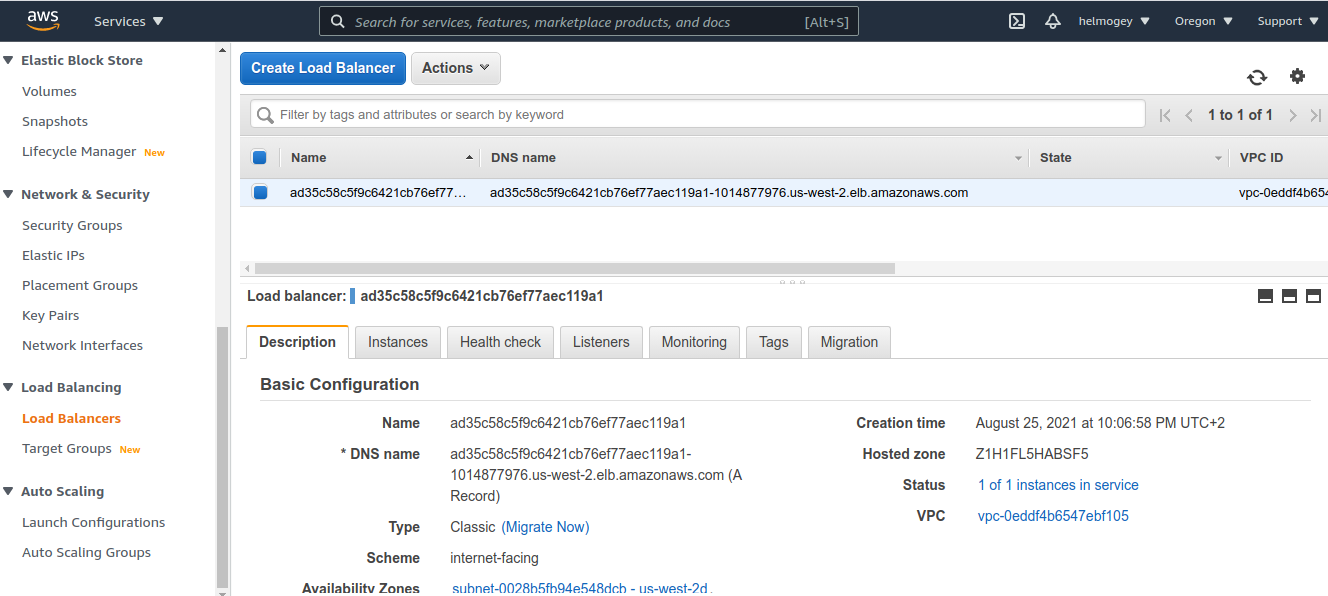 aws Services Search for services, features, marketplace products, and docs [Alt+S] helmogey Oregon Support
Elastic Block Store
Volumes
Snapshots
Lifecycle Manager New
Network & Security
Security Groups
Elastic IPs
Placement Groups
Key Pairs
Network Interfaces
Load Balancing
Load Balancers
Target Groups New
Auto Scaling
Launch Configurations
Auto Scaling Groups
Create Load Balancer Actions
Filter by tags and attributes or search by keyword 1 to 1 of 1
Name DNS name State VPC ID
ad35c58c5f9c6421cb76ef77... ad35c58c5f9c6421cb76ef77aec119a1-1014877976.us-west-2.elb.amazonaws.com vpc-0eddf4b654
Load balancer: ad35c58c5f9c6421cb76ef77aec119a1
Description Instances Health check Listeners Monitoring Tags Migration
Basic Configuration
Name ad35c58c5f9c6421cb76ef77aec119a1
* DNS name ad35c58c5f9c6421cb76ef77aec119a1-
1014877976.us-west-2.elb.amazonaws.com (A
Record)
Type Classic (Migrate Now)
Scheme internet-facing
Availability Zones subnet-0028b5fb94e548dcb - us-west-2d,
Creation time August 25, 2021 at 10:06:58 PM UTC+2
Hosted zone Z1H1FL5HABSF5
Status 1 of 1 instances in service
VPC vpc-0eddf4b6547ebf105